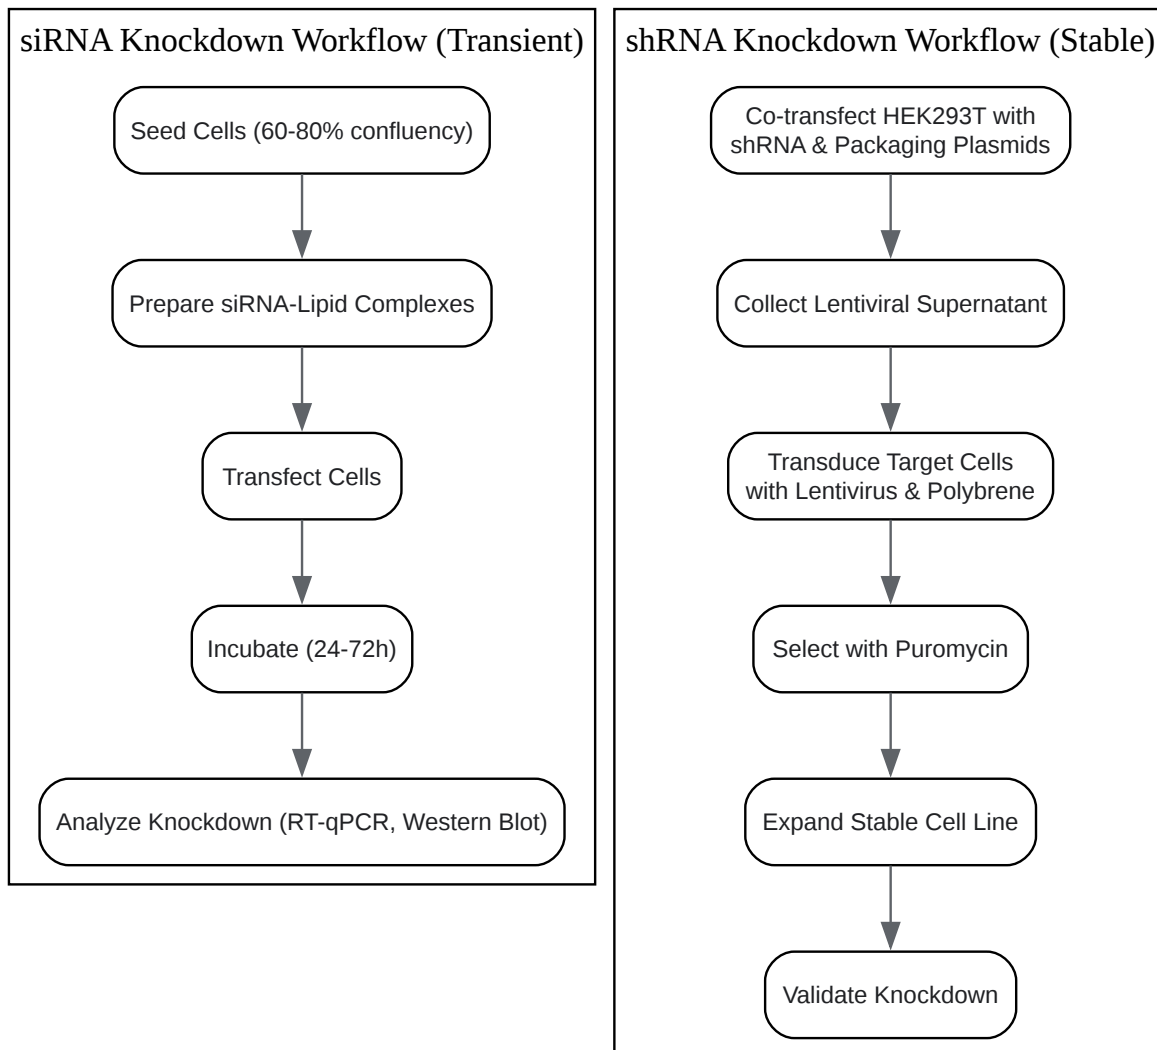 siRNA Knockdown Workflow (Transient)
Seed Cells (60-80% confluency)
Prepare siRNA-Lipid Complexes
Transfect Cells
Incubate (24-72h)
Analyze Knockdown (RT-qPCR, Western Blot)
shRNA Knockdown Workflow (Stable)
Co-transfect HEK293T with
shRNA & Packaging Plasmids
Collect Lentiviral Supernatant
Transduce Target Cells
with Lentivirus & Polybrene
Select with Puromycin
Expand Stable Cell Line
Validate Knockdown